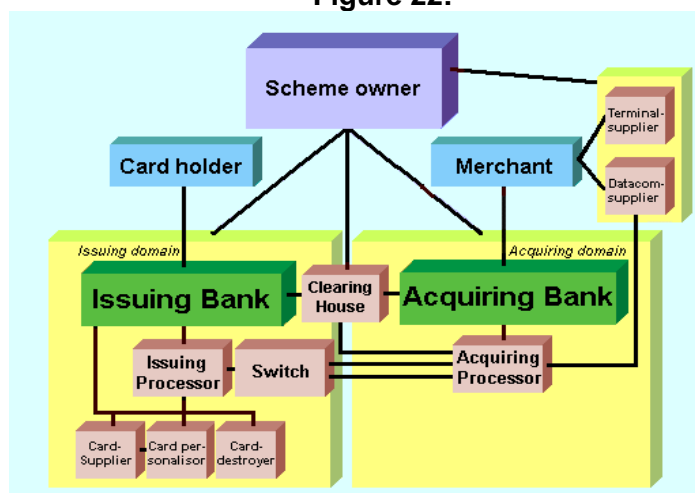 Figure 22:
Scheme owner
Terminal-
supplier
Card holder
Merchant
Datacom-
supplier
Issuing domain
Acquiring domain
Issuing Bank
Clearing
House
Acquiring Bank
Issuing
Processor
Switch
Acquiring
Processor
Card-
Supplier
Card per-
sonalisor
Card-
destroyer